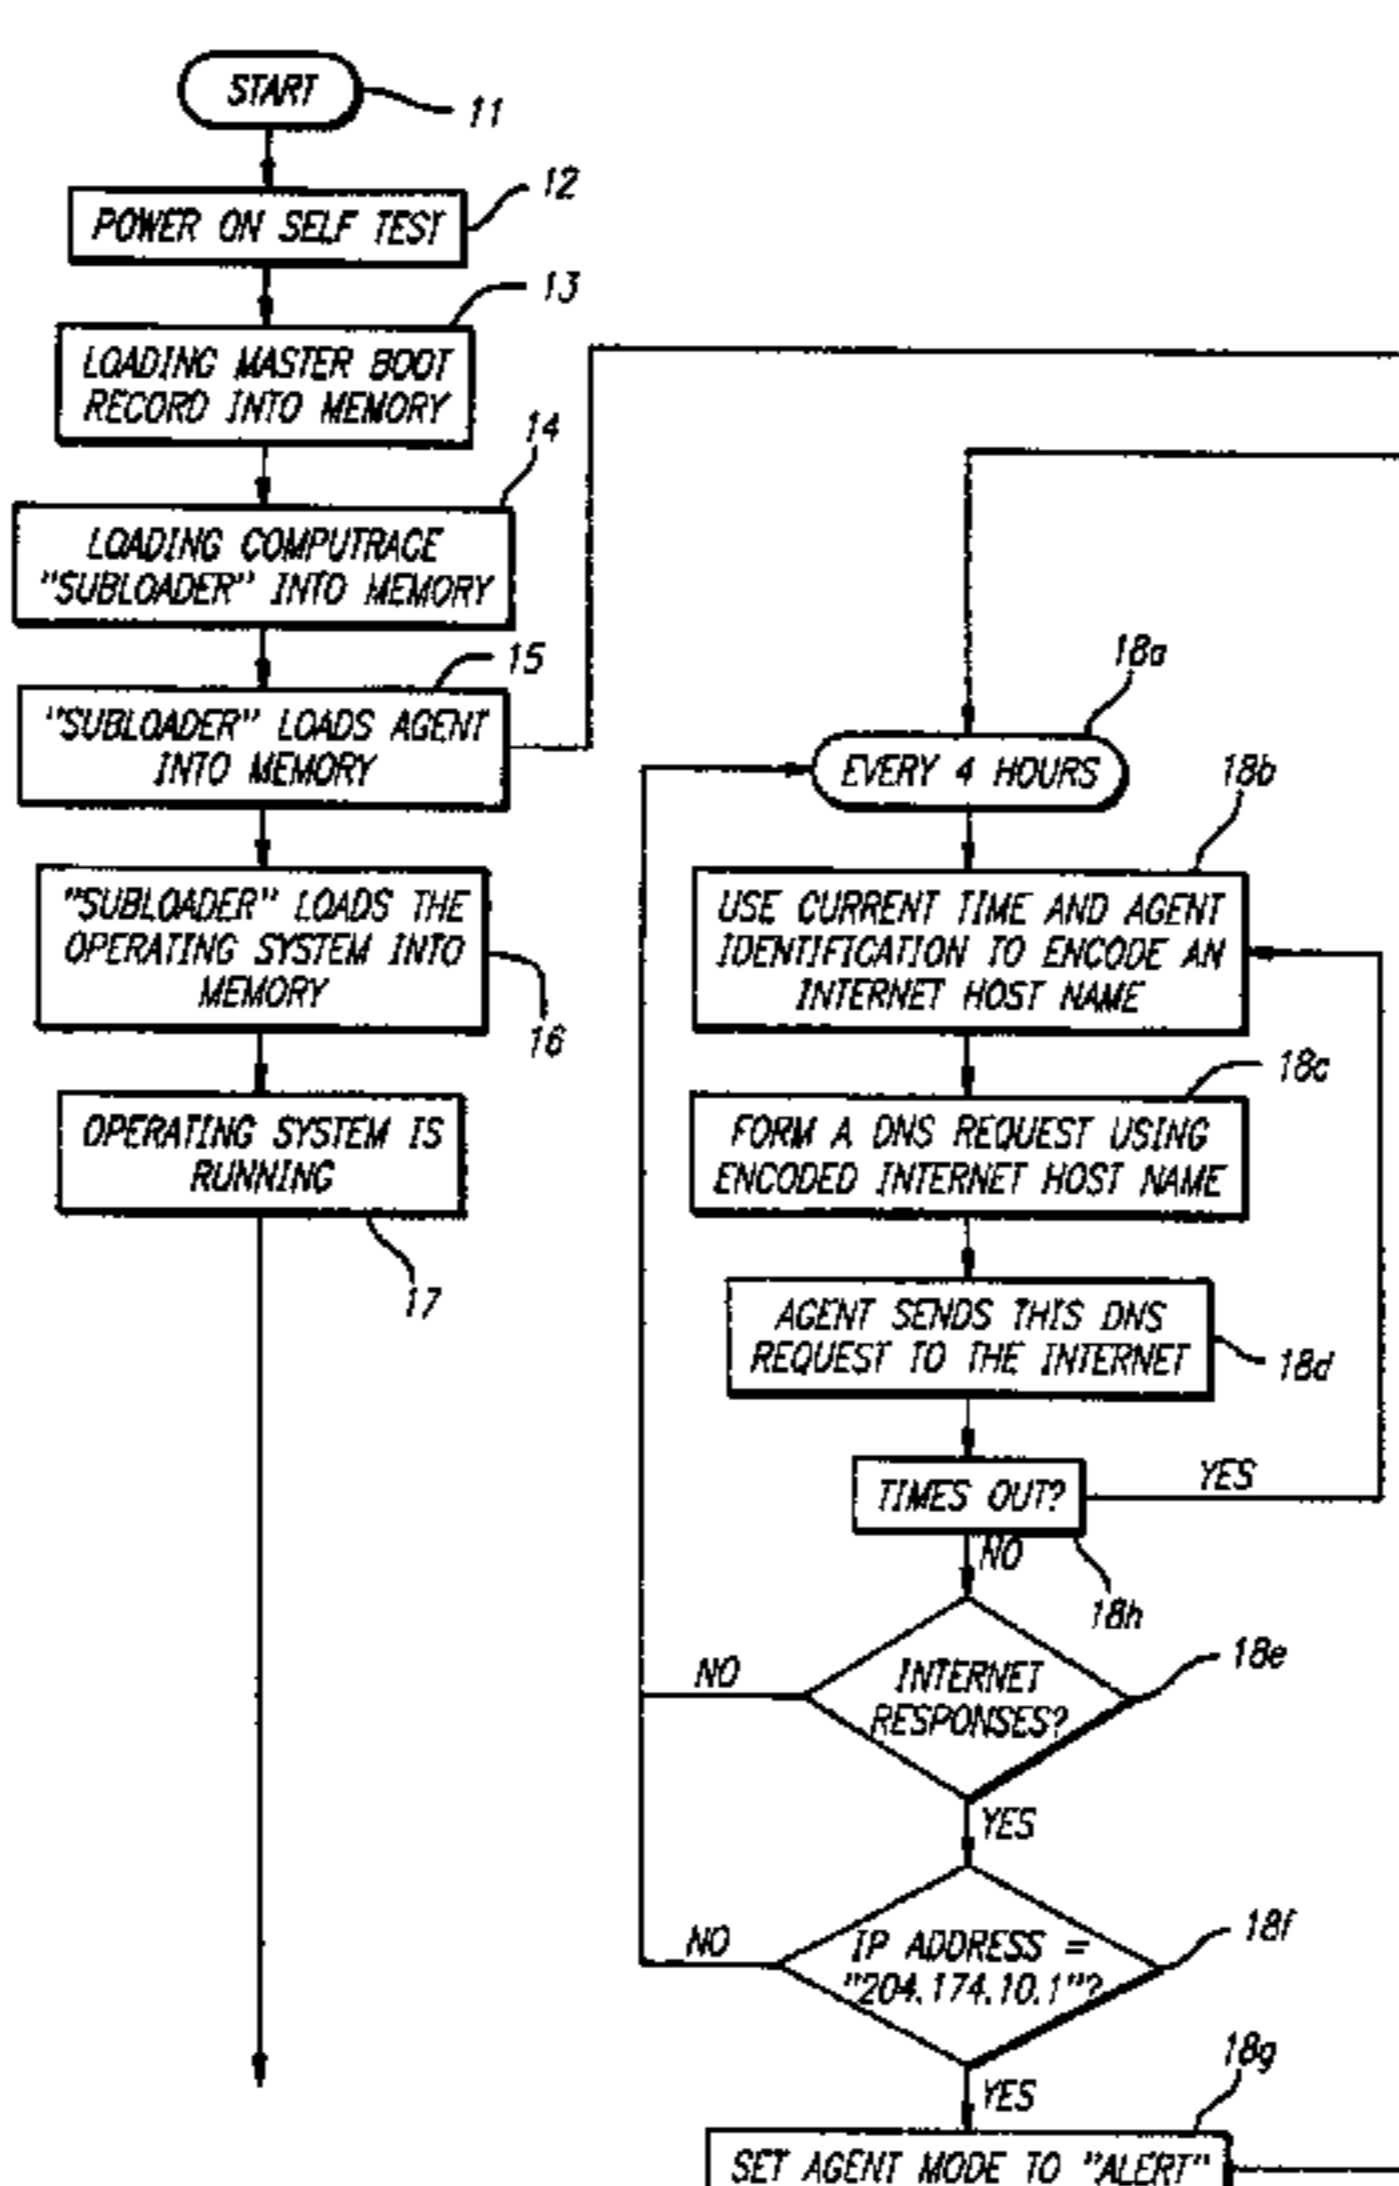 START
11
POWER ON SELF TEST
12
LOADING MASTER BOOT
RECORD INTO MEMORY
13
LOADING COMPUTRACE
"SUBLOADER" INTO MEMORY
14
"SUBLOADER" LOADS AGENT
INTO MEMORY
15
"SUBLOADER" LOADS THE
OPERATING SYSTEM INTO
MEMORY
16
OPERATING SYSTEM IS
RUNNING
17
EVERY 4 HOURS
18a
USE CURRENT TIME AND AGENT
IDENTIFICATION TO ENCODE AN
INTERNET HOST NAME
18b
FORM A DNS REQUEST USING
ENCODED INTERNET HOST NAME
18c
AGENT SENDS THIS DNS
REQUEST TO THE INTERNET
18d
TIMES OUT?
YES
NO
18h
INTERNET
RESPONSES?
18e
NO
YES
IP ADDRESS =
"204.174.10.1"?
18f
NO
YES
18g
SET AGENT MODE TO "ALERT"